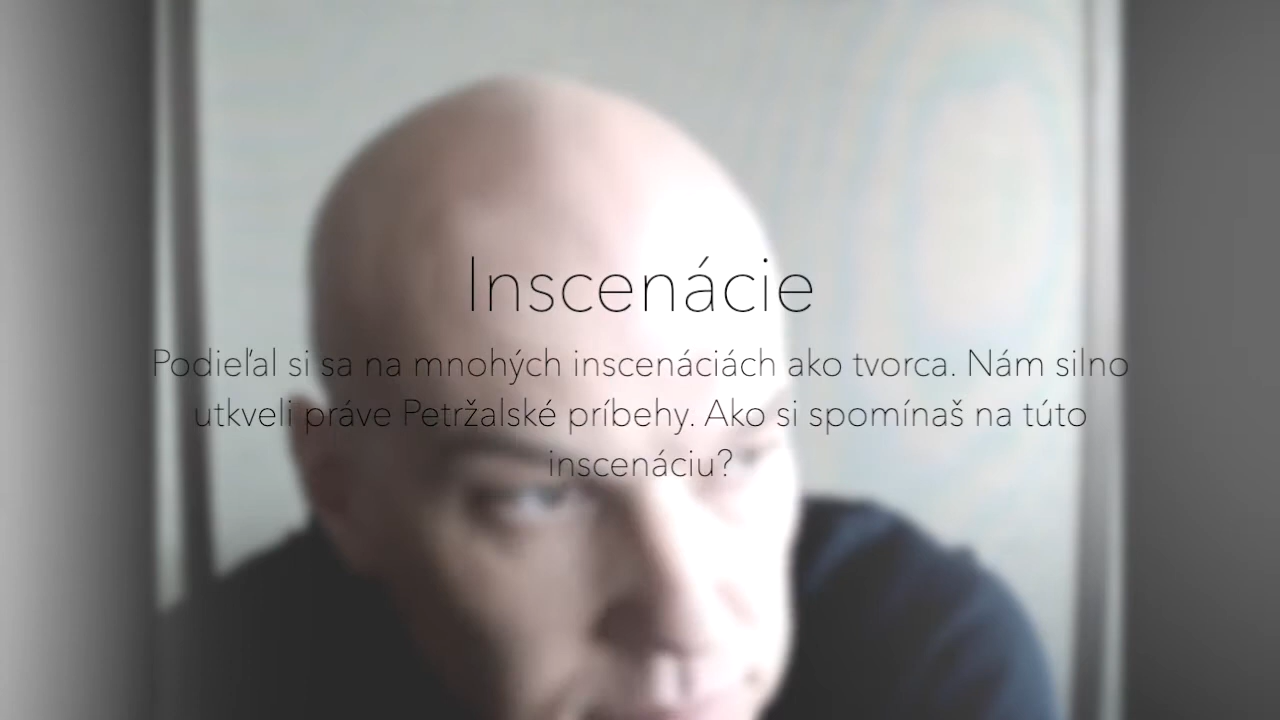 Inscenácie
Podieľal si sa na mnohých inscenáciách ako tvorca. Nám silno
utkveli práve Petržalské príbehy. Ako si spomínaš na túto
inscenáciu?